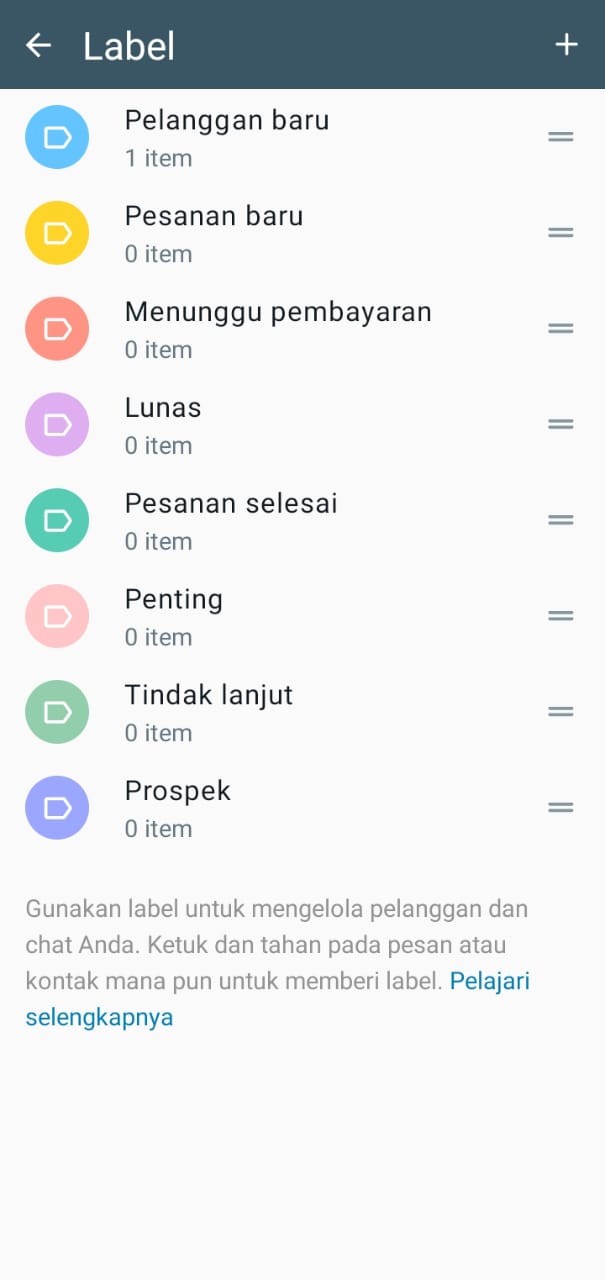 Label
Pelanggan baru
1 item
Pesanan baru
0 item
Menunggu pembayaran
0 item
Lunas
0 item
Pesanan selesai
0 item
Penting
0 item
Tindak lanjut
0 item
Prospek
0 item
Gunakan label untuk mengelola pelanggan dan
chat Anda. Ketuk dan tahan pada pesan atau
kontak mana pun untuk memberi label. Pelajari
selengkapnya